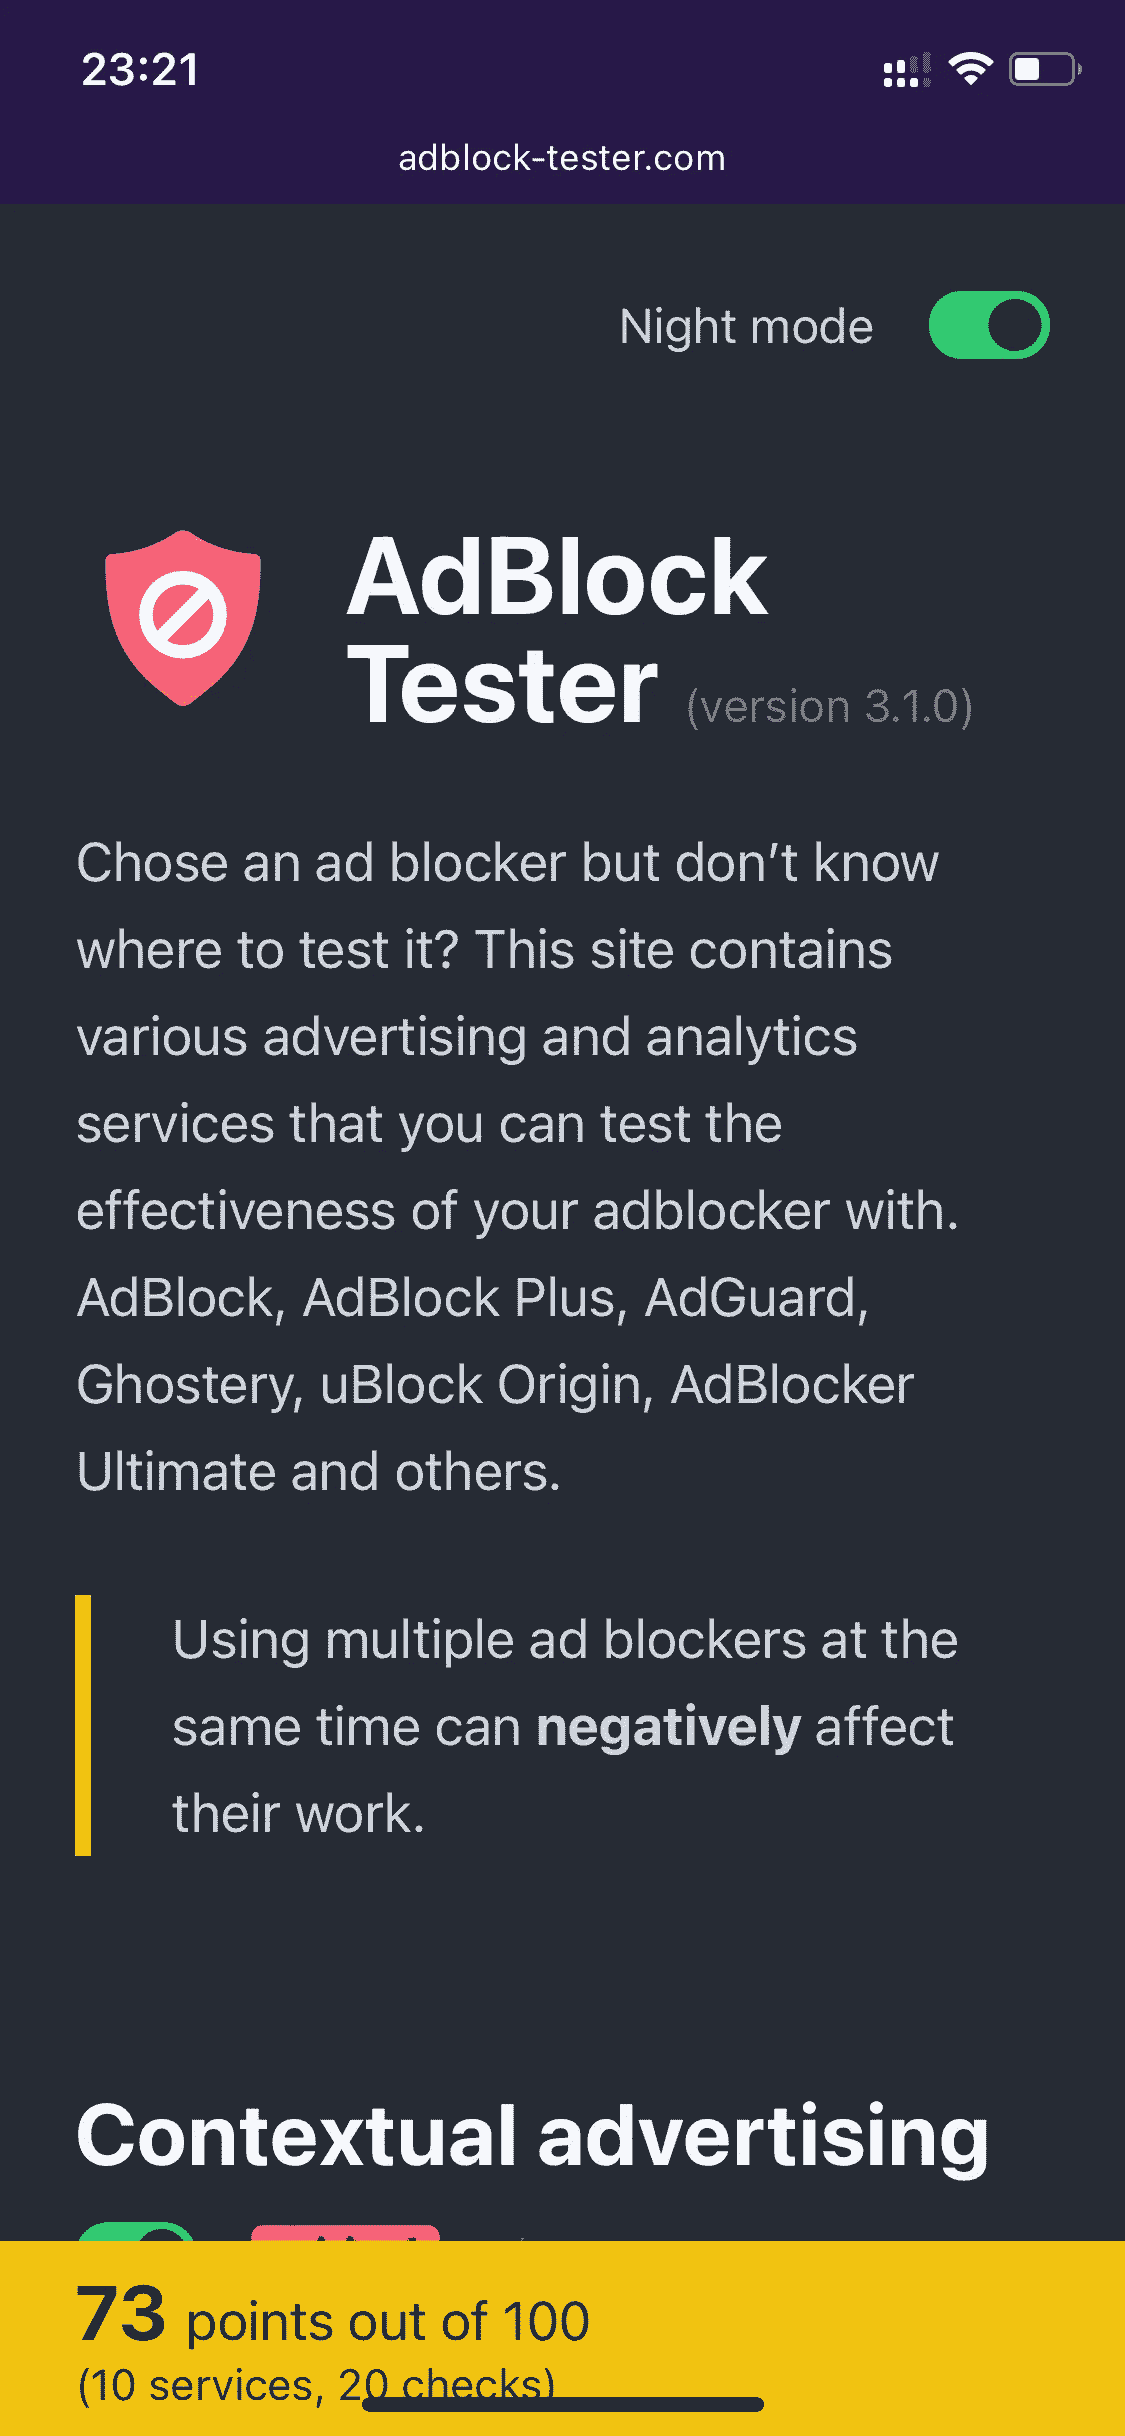 23:21
adblock-tester.com
Night mode
AdBlock
Tester (version 3.1.0)
Chose an ad blocker but don’t know
where to test it? This site contains
various advertising and analytics
services that you can test the
effectiveness of your adblocker with.
AdBlock, AdBlock Plus, AdGuard,
Ghostery, uBlock Origin, AdBlocker
Ultimate and others.
Using multiple ad blockers at the
same time can negatively affect
their work.
Contextual advertising
73 points out of 100
(10 services, 20 checks)